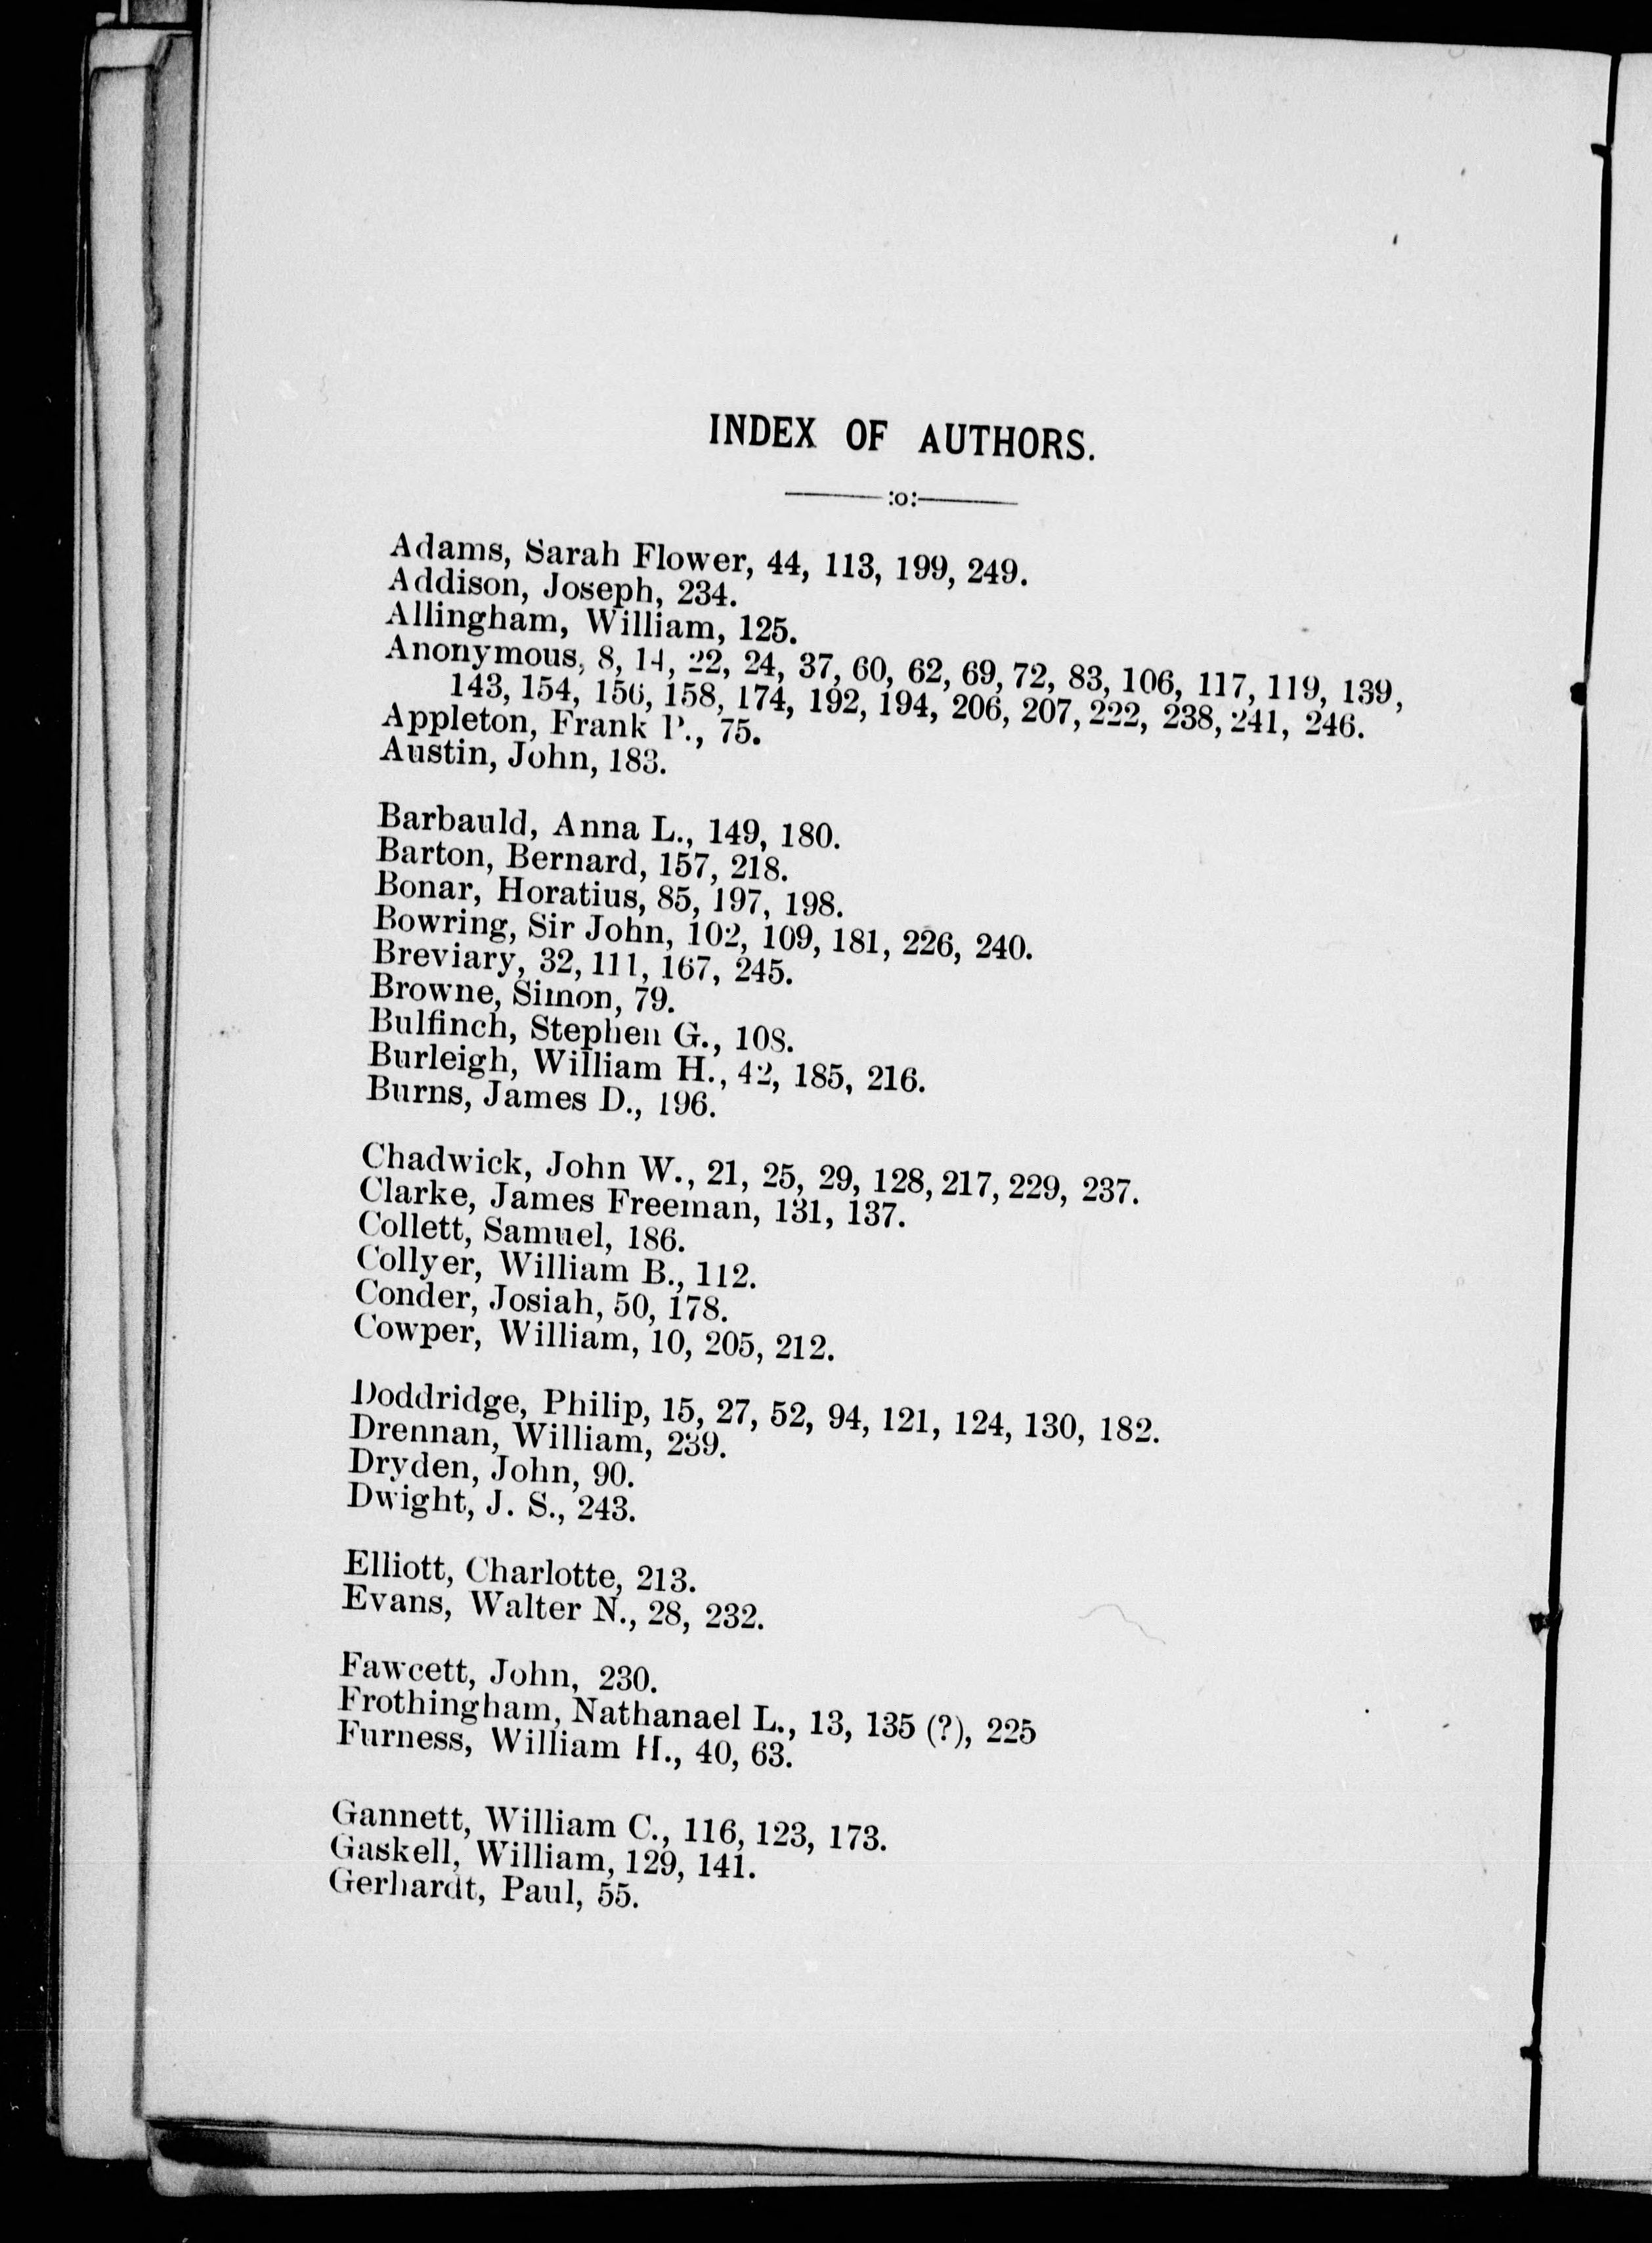 INDEX OF AUTHORS.
:o:
Adams, Sarah Flower, 44, 113, 199, 249.
Addison, Joseph, 234.
Allingham, William, 125.
Anonymous, 8, 14, 22, 24, 37, 60, 62, 69, 72, 83, 106, 117, 119, 139,
143, 154, 156, 158, 174, 192, 194, 206, 207, 222, 238, 241, 246.
Appleton, Frank P., 75.
Austin, John, 183.
Barbauld, Anna L., 149, 180.
Barton, Bernard, 157, 218.
Bonar, Horatius, 85, 197, 198.
Bowring, Sir John, 102, 109, 181, 226, 240.
Breviary, 32, 111, 167, 245.
Browne, Simon, 79.
Bulfinch, Stephen G., 108.
Burleigh, William H., 42, 185, 216.
Burns, James D., 196.
Chadwick, John W., 21, 25, 29, 128, 217, 229, 237.
Clarke, James Freeman, 131, 137.
Collett, Samuel, 186.
Collyer, William B., 112.
Conder, Josiah, 50, 178.
Cowper, William, 10, 205, 212.
Doddridge, Philip, 15, 27, 52, 94, 121, 124, 130, 182.
Drennan, William, 239.
Dryden, John, 90.
Dwight, J. S., 243.
Elliott, Charlotte, 213.
Evans, Walter N., 28, 232.
Fawcett, John, 230.
Frothingham, Nathanael L., 13, 135 (?), 225
Furness, William H., 40, 63.
Gannett, William C., 116, 123, 173.
Gaskell, William, 129, 141.
Gerhardt, Paul, 55.